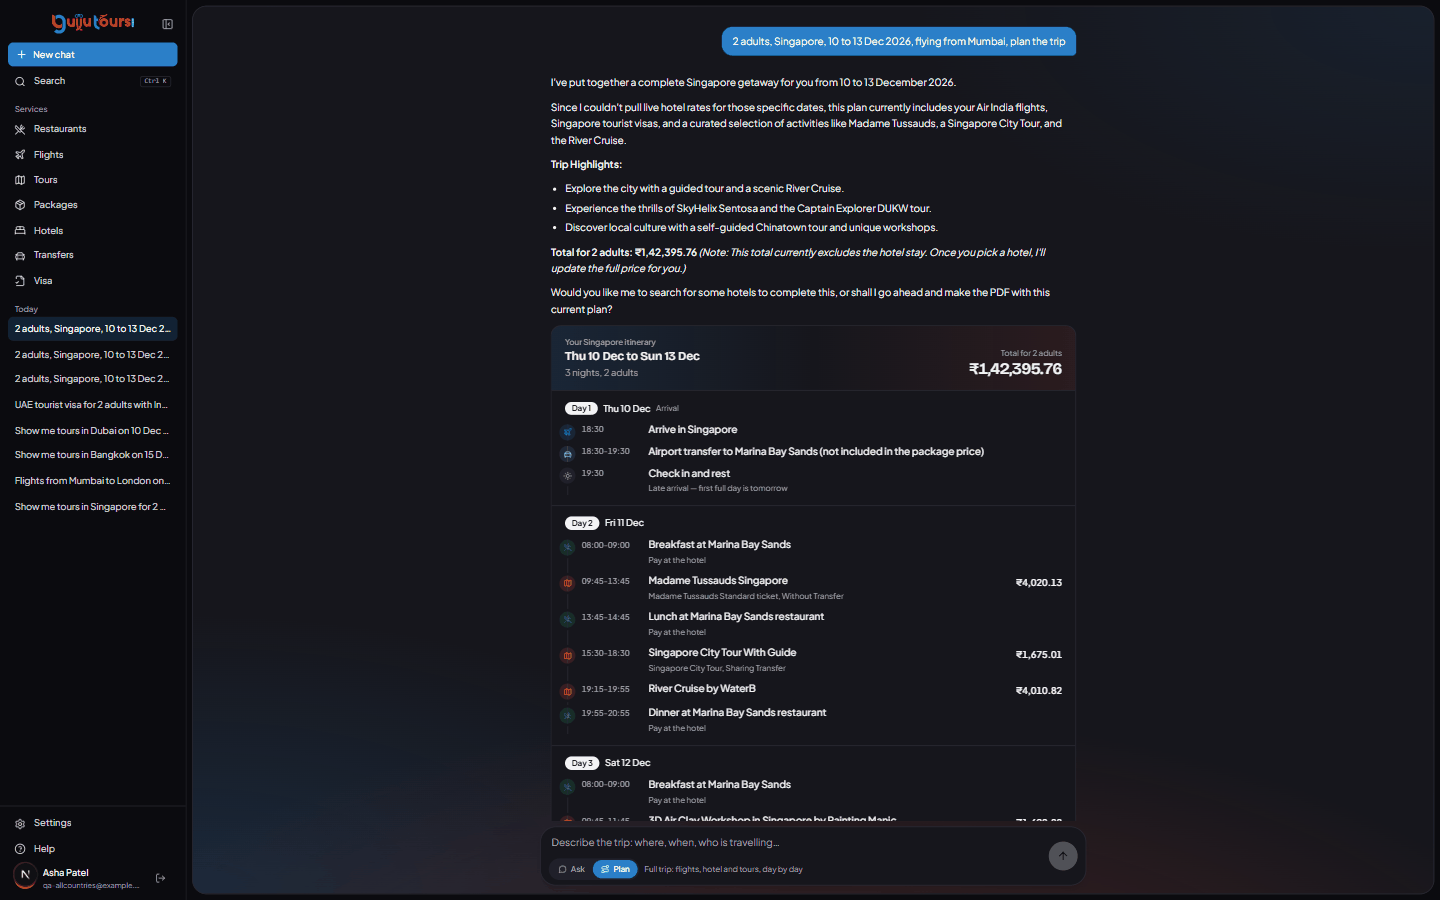 gujutours!
New chat
Search
Ctrl K
Services
Restaurants
Flights
Tours
Packages
Hotels
Transfers
Visa
Today
2 adults, Singapore, 10 to 13 Dec 2...
2 adults, Singapore, 10 to 13 Dec 2...
2 adults, Singapore, 10 to 13 Dec 2...
UAE tourist visa for 2 adults with In...
Show me tours in Dubai on 10 Dec ...
Show me tours in Bangkok on 15 D...
Flights from Mumbai to London on...
Show me tours in Singapore for 2 ...
Settings
Help
N
Asha Patel
qa-allcountries@example....
2 adults, Singapore, 10 to 13 Dec 2026, flying from Mumbai, plan the trip
I've put together a complete Singapore getaway for you from 10 to 13 December 2026.
Since I couldn't pull live hotel rates for those specific dates, this plan currently includes your Air India flights,
Singapore tourist visas, and a curated selection of activities like Madame Tussauds, a Singapore City Tour, and
the River Cruise.
Trip Highlights:
• Explore the city with a guided tour and a scenic River Cruise.
• Experience the thrills of SkyHelix Sentosa and the Captain Explorer DUKW tour.
• Discover local culture with a self-guided Chinatown tour and unique workshops.
Total for 2 adults: ₹1,42,395.76 (Note: This total currently excludes the hotel stay. Once you pick a hotel, I'll
update the full price for you.)
Would you like me to search for some hotels to complete this, or shall I go ahead and make the PDF with this
current plan?
Your Singapore itinerary
Thu 10 Dec to Sun 13 Dec
3 nights, 2 adults
Total for 2 adults
₹1,42,395.76
Day 1 Thu 10 Dec Arrival
18:30 Arrive in Singapore
18:30-19:30 Airport transfer to Marina Bay Sands (not included in the package price)
19:30 Check in and rest
Late arrival — first full day is tomorrow
Day 2 Fri 11 Dec
08:00-09:00 Breakfast at Marina Bay Sands
Pay at the hotel
09:45-13:45 Madame Tussauds Singapore ₹4,020.13
Madame Tussauds Standard ticket, Without Transfer
13:45-14:45 Lunch at Marina Bay Sands restaurant
Pay at the hotel
15:30-18:30 Singapore City Tour With Guide ₹1,675.01
Singapore City Tour, Sharing Transfer
19:15-19:55 River Cruise by WaterB ₹4,010.82
19:55-20:55 Dinner at Marina Bay Sands restaurant
Pay at the hotel
Day 3 Sat 12 Dec
08:00-09:00 Breakfast at Marina Bay Sands
Pay at the hotel
09:45-11:45 3D Air Clay Workshop in Singapore by Painting Manic
Describe the trip: where, when, who is travelling...
Ask
Plan
Full trip: flights, hotel and tours, day by day